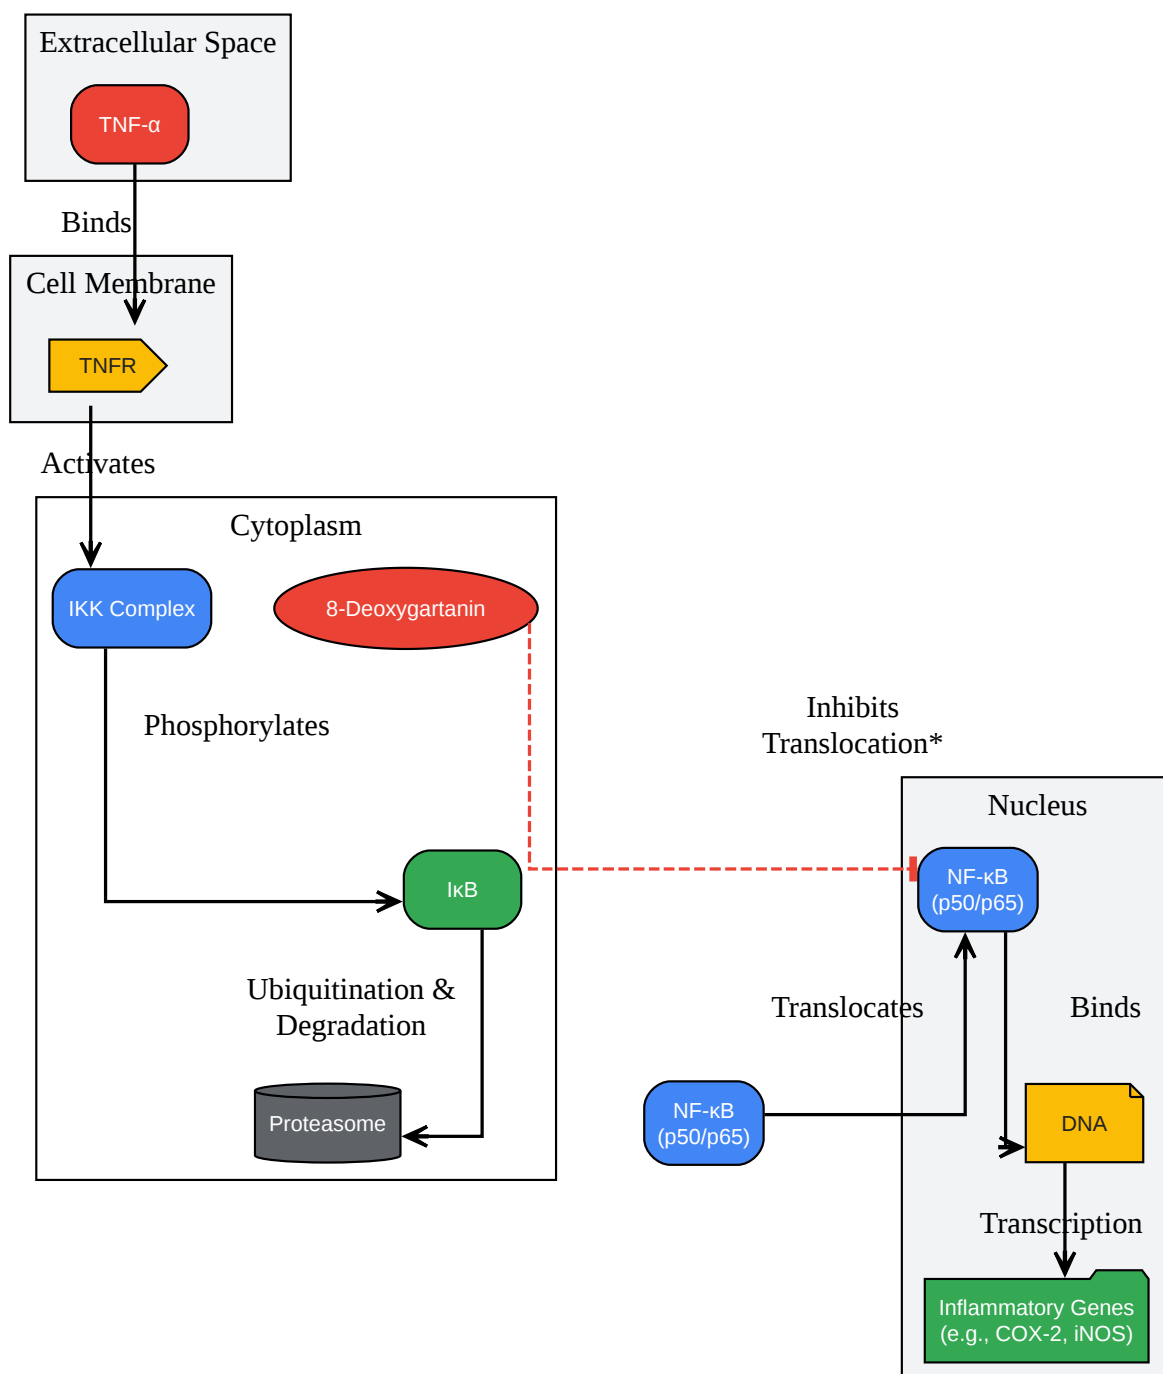 Extracellular Space
TNF-α
Binds
Cell Membrane
TNFR
Activates
Cytoplasm
IKK Complex
8-Deoxygartanin
Phosphorylates
Inhibits
Translocation*
Nucleus
NF-κB
(p50/p65)
IκB
Ubiquitination &
Degradation
Translocates
Binds
Proteasome
NF-κB
(p50/p65)
DNA
Transcription
Inflammatory Genes
(e.g., COX-2, iNOS)